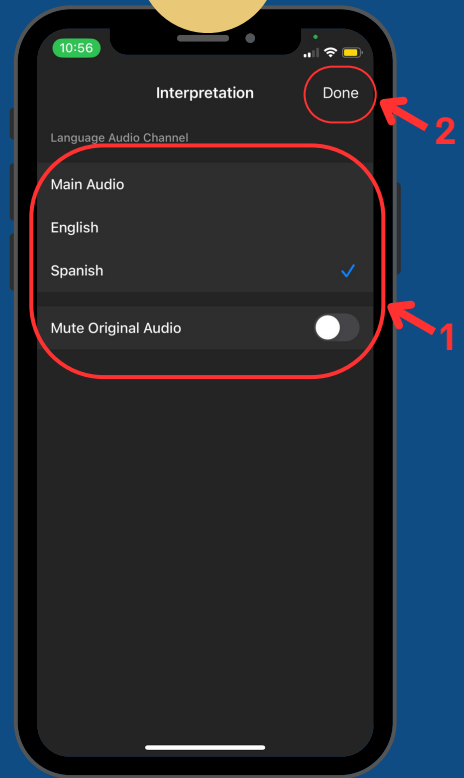 10:56
Interpretation
Done
2
Language Audio Channel
Main Audio
English
Spanish
Mute Original Audio
1